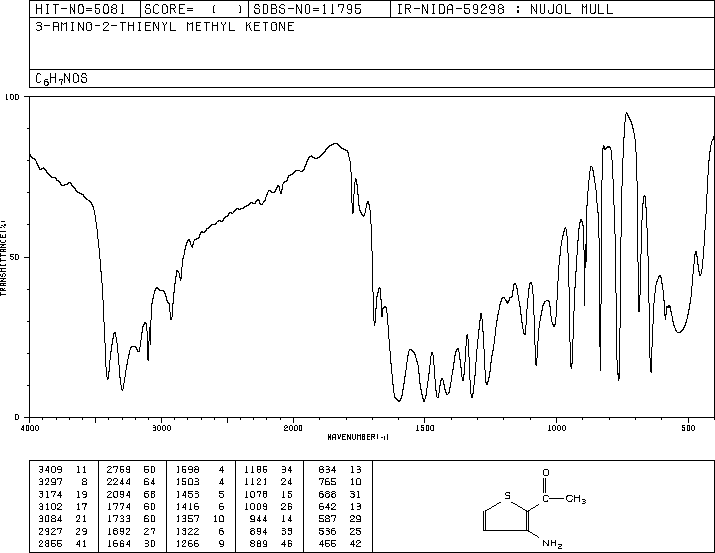 HIT-NO=5081 SCORE= ( ) SDBS-NO=11795 IR-NIDA-59298 : NUJOL MULL
3-AMINO-2-THIENYL METHYL KETONE
C6H7NOS
100
50
0
TRANSMITTANCE(%)
4000 3000 2000 1500 1000 500
WAVENUMBER(-1)
3409 11 2769 60 1598 4 1186 34 834 13
3297 8 2244 64 1503 4 1121 24 765 10
3174 19 2094 68 1453 5 1078 15 688 31
3102 17 1774 60 1416 6 1009 26 642 13
3084 21 1733 60 1357 10 944 14 587 29
2927 29 1692 27 1322 6 894 39 536 25
2855 41 1664 30 1266 9 889 46 455 42
O
S C—CH3
NH2